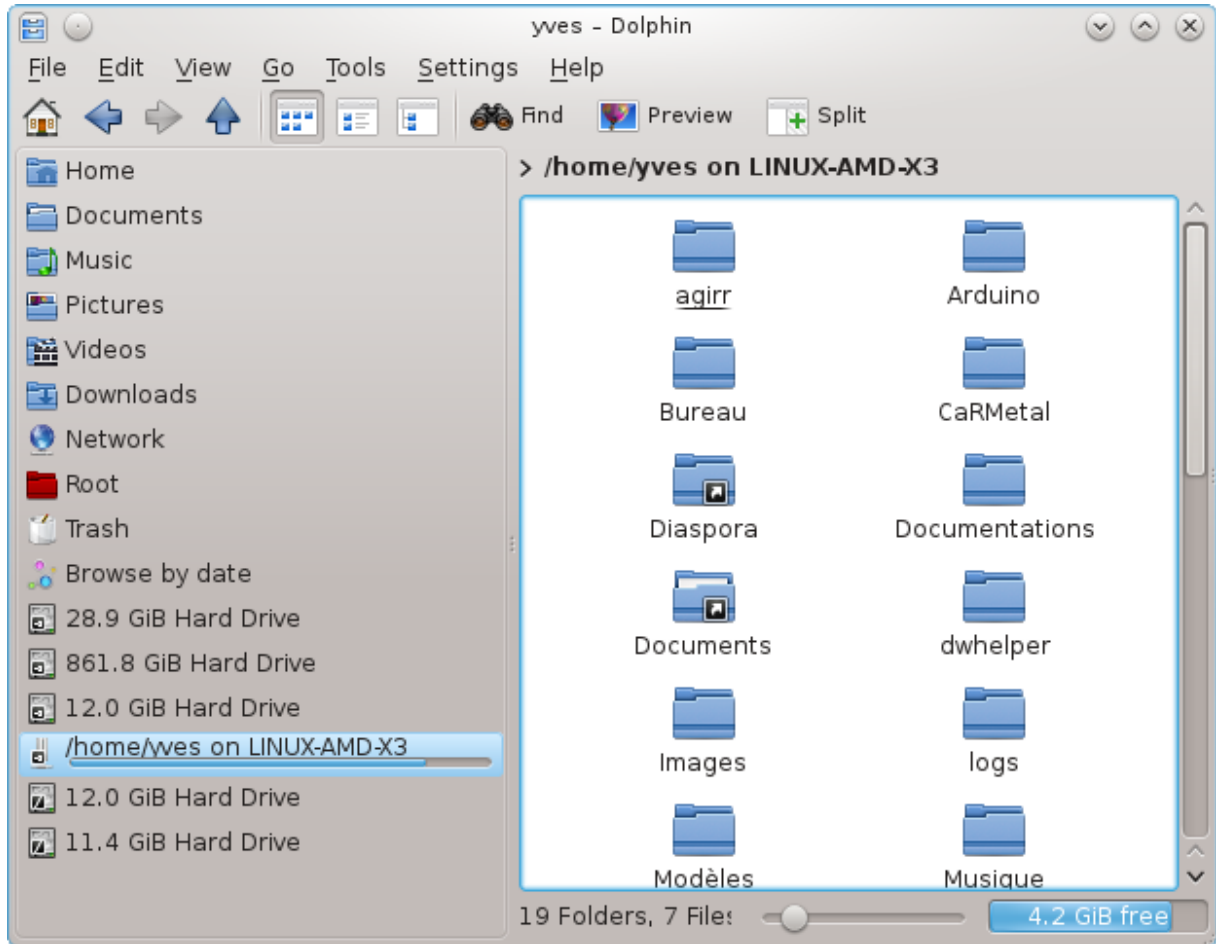 yves – Dolphin
File Edit View Go Tools Settings Help
Find Preview Split
Home
Documents
Music
Pictures
Videos
Downloads
Network
Root
Trash
Browse by date
28.9 GiB Hard Drive
861.8 GiB Hard Drive
12.0 GiB Hard Drive
/home/yves on LINUX-AMD-X3
12.0 GiB Hard Drive
11.4 GiB Hard Drive
> /home/yves on LINUX-AMD-X3
agirr Arduino
Bureau CaRMetal
Diaspora Documentations
Documents dwhelper
Images logs
Modèles Musique
19 Folders, 7 Files 4.2 GiB free